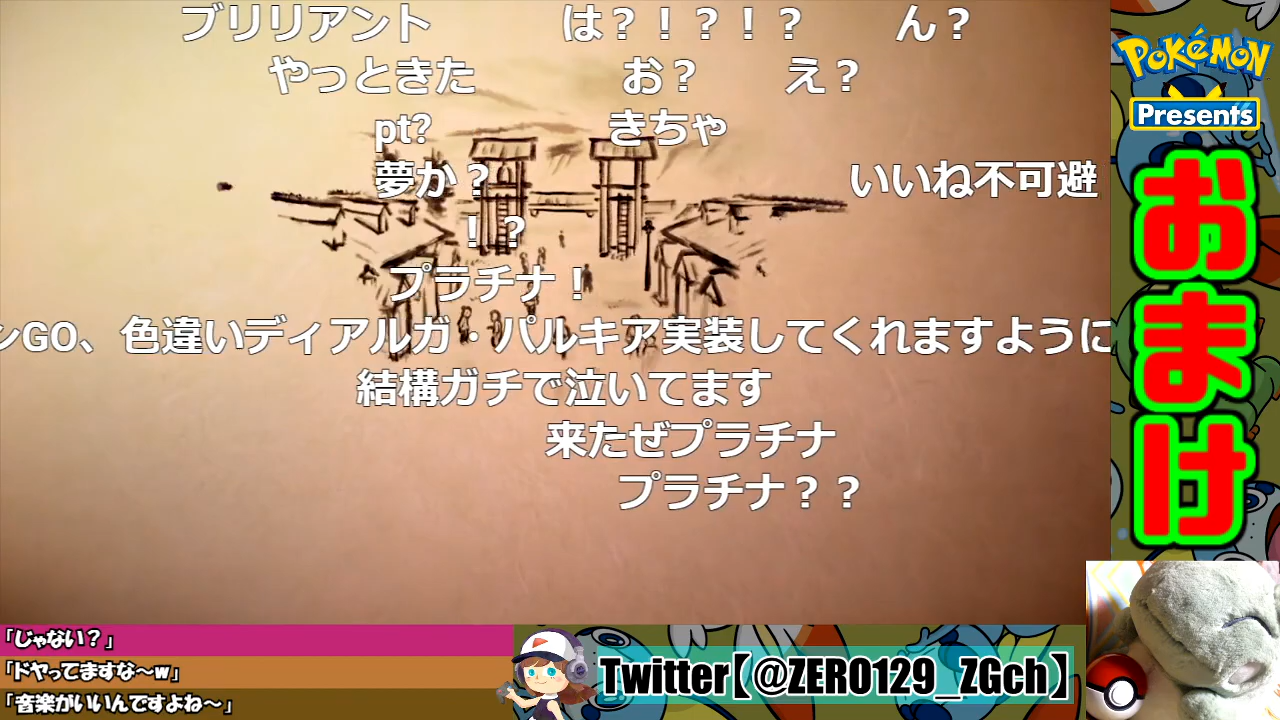 ブリリアント は？！？！？ ん？
やっときた お？ え？
pt? きちゃ
夢か？ いいね不可避
！？
プラチナ！
ンGO、色違いディアルガ・パルキア実装してくれますように
結構ガチで泣いてます
来たぜプラチナ
プラチナ？？
POKéMON
Presents
おまけ
「じゃない？」
「ドヤってますな～w」
「音楽がいいんですよね～」
Twitter【@ZERO129_ZGch】